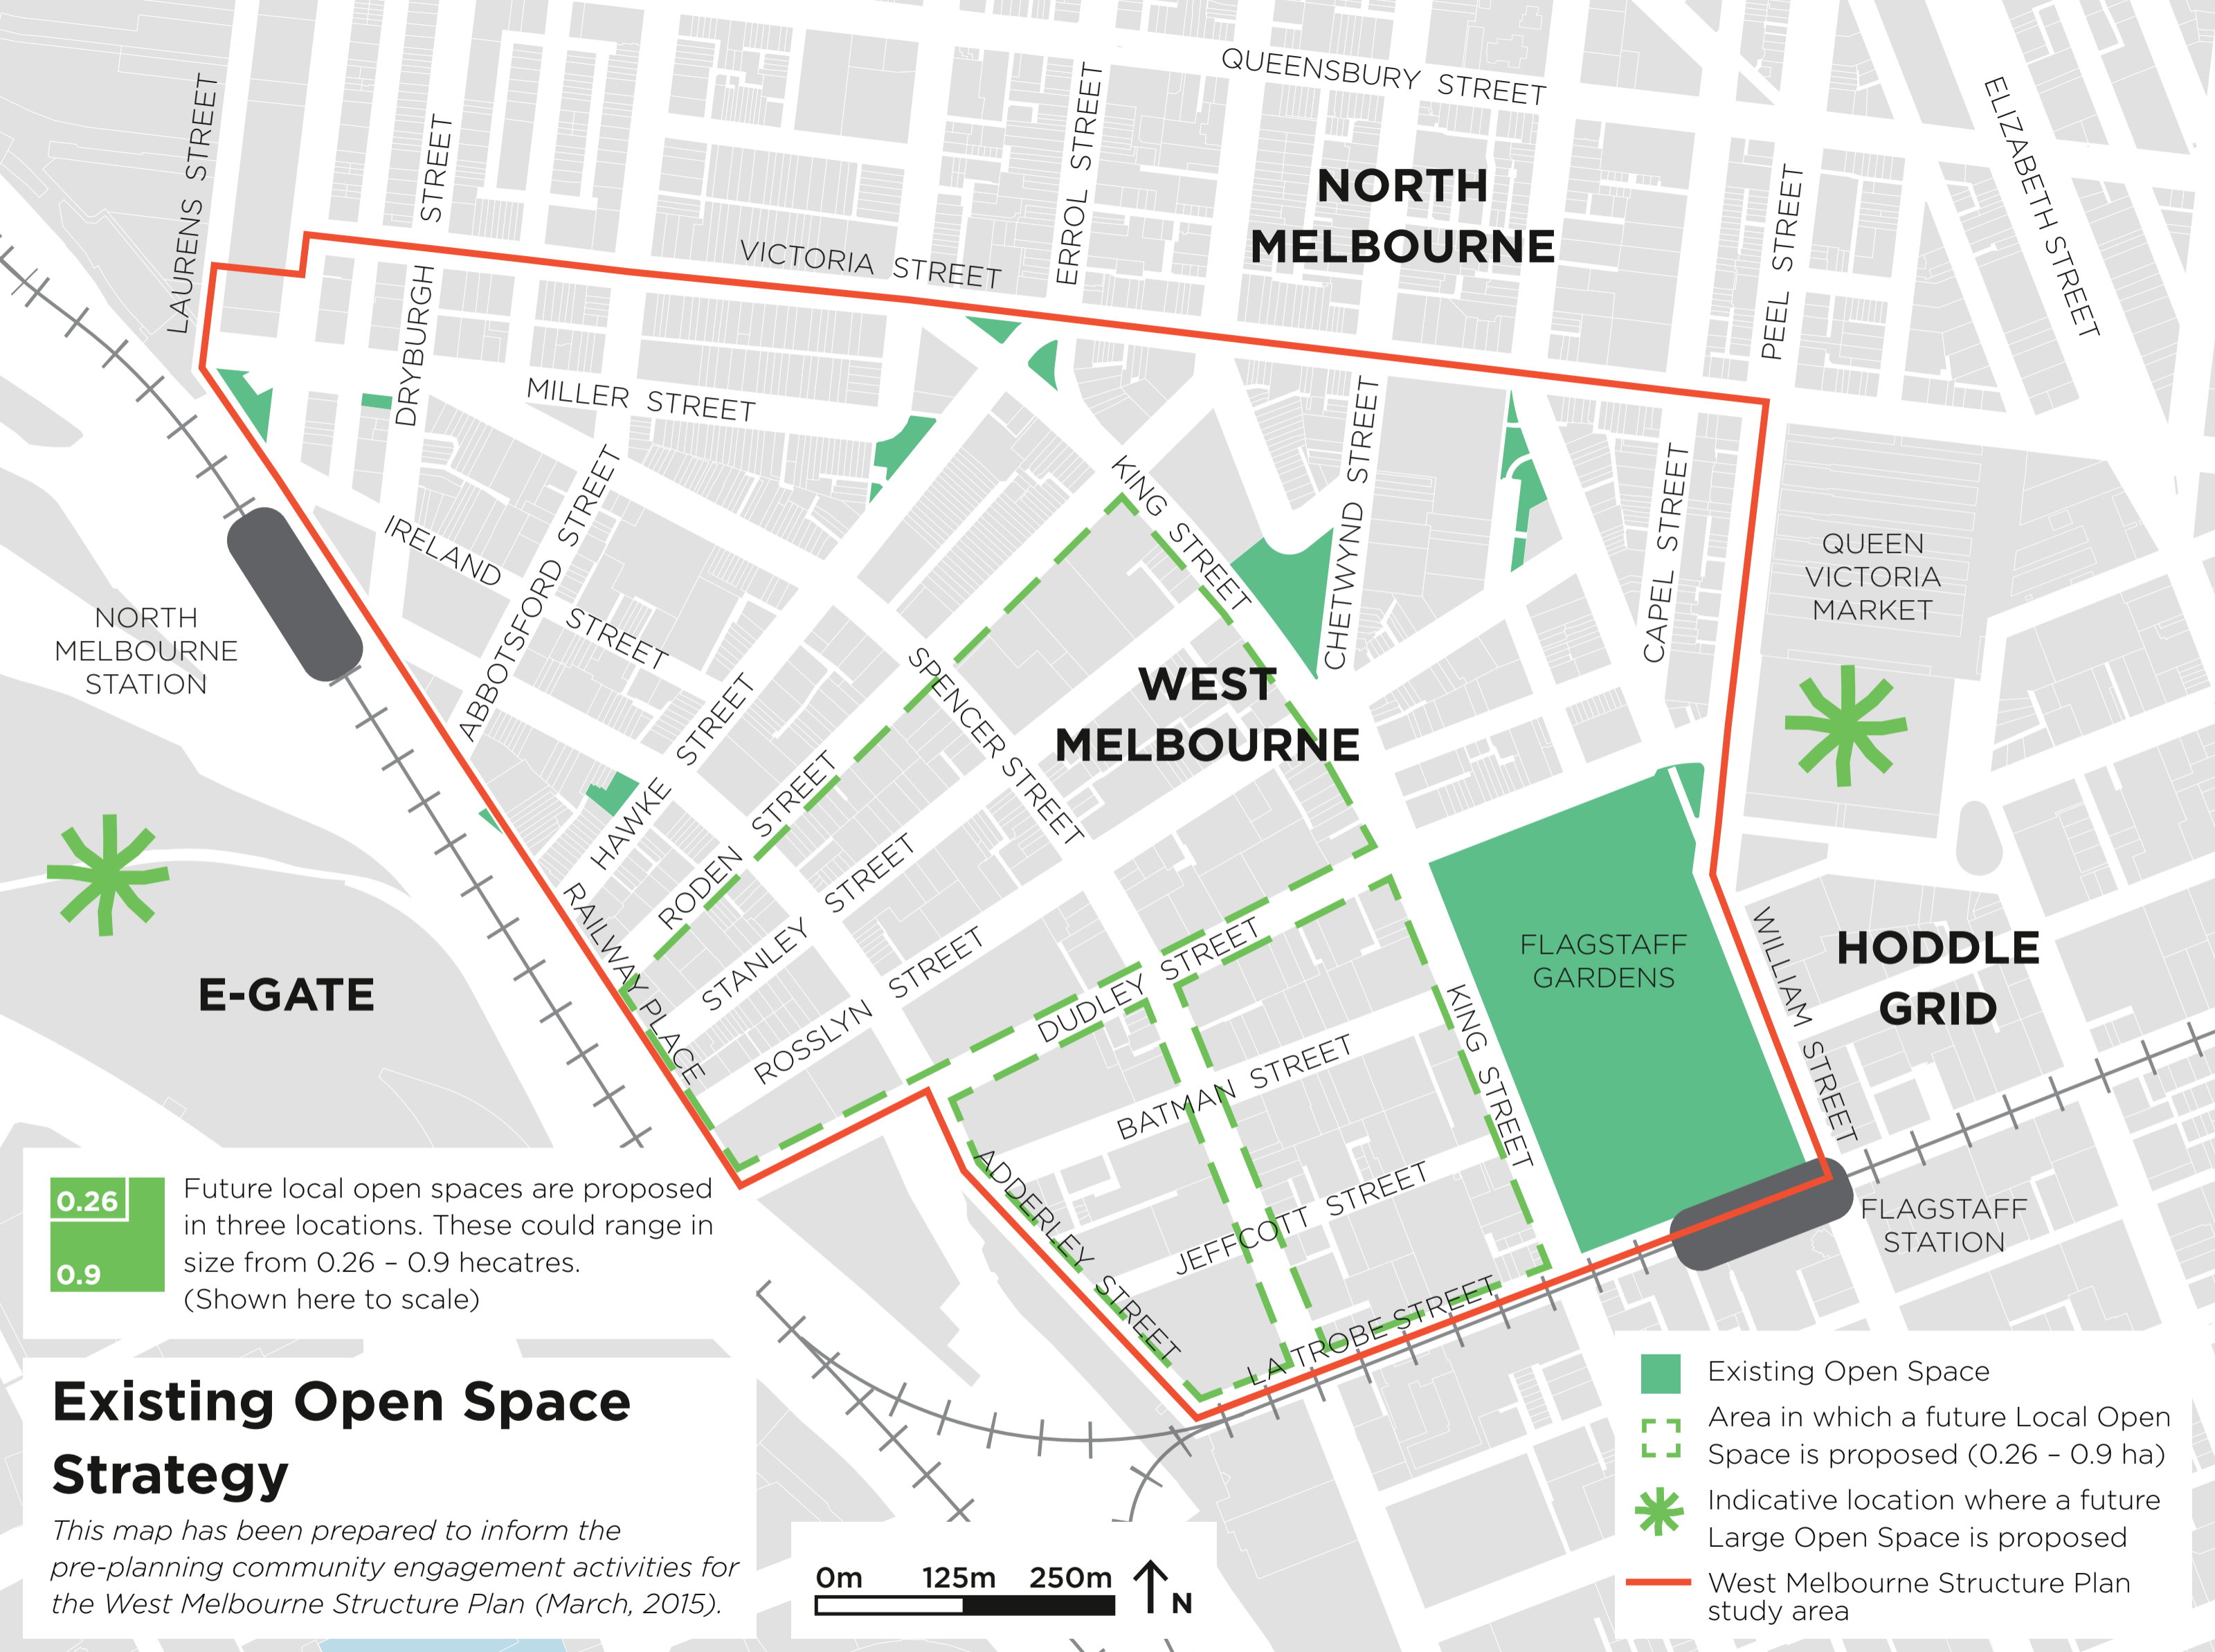 QUEENSBURY STREET
ELIZABETH STREET
LAURENS STREET
DRYBURGH STREET
ERROL STREET
PEEL STREET
NORTH
MELBOURNE
VICTORIA STREET
MILLER STREET
CHETWYND STREET
CAPEL STREET
KING STREET
IRELAND STREET
ABBOTSFORD STREET
QUEEN
VICTORIA
MARKET
NORTH
MELBOURNE
STATION
SPENCER STREET
WEST
MELBOURNE
HAWKE STREET
RODEN STREET
STANLEY STREET
ROSSLYN STREET
RAILWAY PLACE
E-GATE
DUDLEY STREET
FLAGSTAFF
GARDENS
WILLIAM STREET
HODDLE
GRID
KING STREET
BATMAN STREET
JEFFCOTT STREET
ADDERLEY STREET
LA TROBE STREET
FLAGSTAFF
STATION
0.26
0.9
Future local open spaces are proposed
in three locations. These could range in
size from 0.26 – 0.9 hecatres.
(Shown here to scale)
Existing Open Space
Strategy
This map has been prepared to inform the
pre-planning community engagement activities for
the West Melbourne Structure Plan (March, 2015).
0m 125m 250m
N
Existing Open Space
Area in which a future Local Open
Space is proposed (0.26 – 0.9 ha)
Indicative location where a future
Large Open Space is proposed
West Melbourne Structure Plan
study area